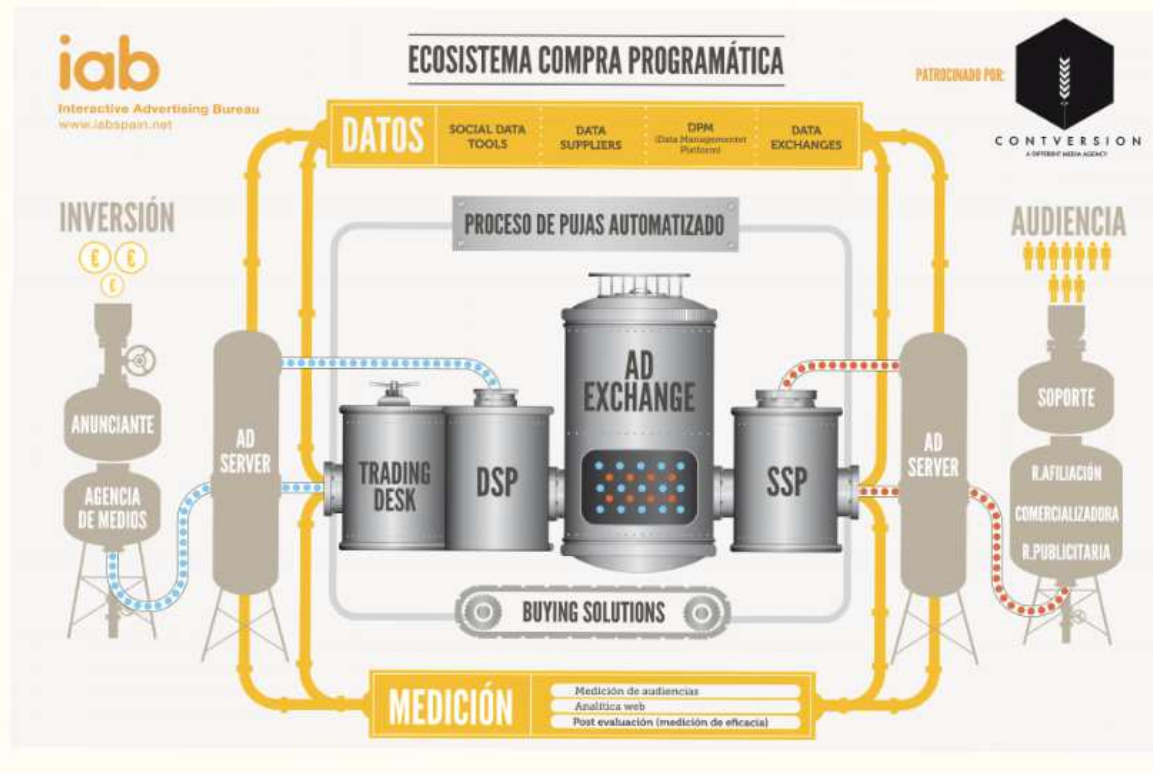 iab
Interactive Advertising Bureau
www.iabspain.net
ECOSISTEMA COMPRA PROGRAMÁTICA
PATROCINADO POR:
CONTVERSION
A DIFFERENT MEDIA AGENCY
DATOS
SOCIAL DATA
TOOLS
DATA
SUPPLIERS
DPM
(Data Management
Platform)
DATA
EXCHANGES
INVERSIÓN
€ €
€
ANUNCIANTE
AGENCIA
DE MEDIOS
AD
SERVER
PROCESO DE PUJAS AUTOMATIZADO
TRADING
DESK
DSP
AD
EXCHANGE
SSP
BUYING SOLUTIONS
AD
SERVER
AUDIENCIA
SOPORTE
R.AFILIACIÓN
COMERCIALIZADORA
R.PUBLICITARIA
MEDICIÓN
Medición de audiencias
Analítica web
Post evaluación (medición de eficacia)